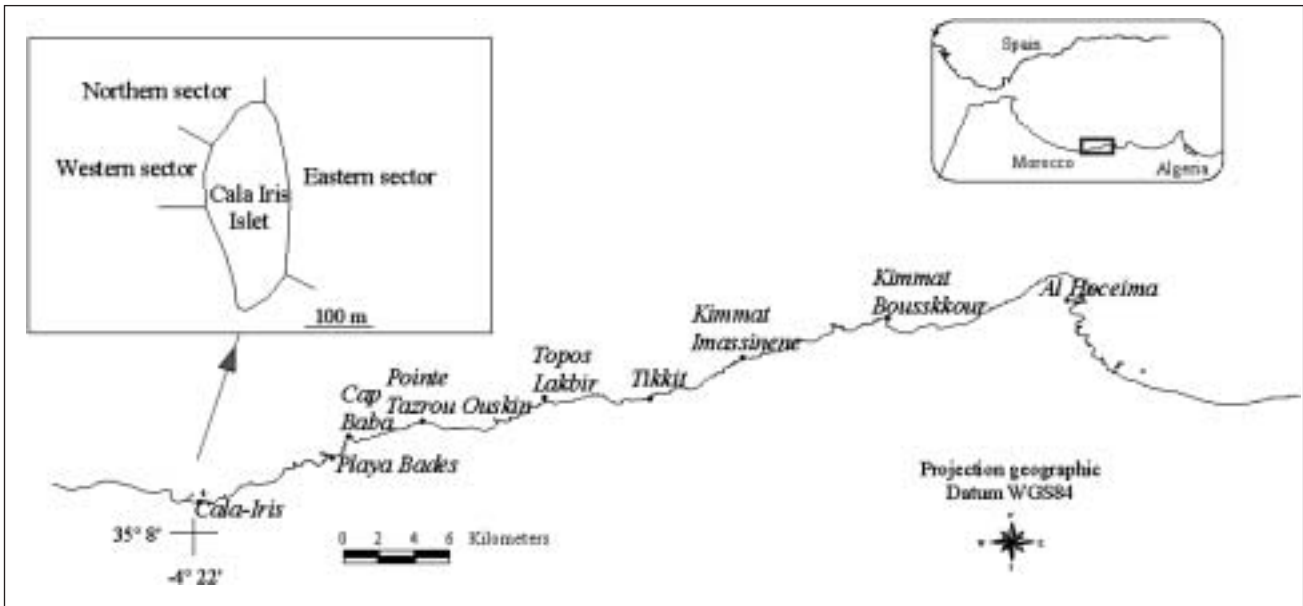 Northern sector
Western sector
Eastern sector
Cala Iris
Islet
100 m
Spain
Morocco
Algeria
Kimmat
Bousskkour
Al Hoceima
Kimmat
Imassinene
Topos
Lakbir
Tikkit
Pointe
Tazrou Ouskin
Cap
Baba
Playa Bades
Cala-Iris
35° 8'
-4° 22'
0 2 4 6 Kilometers
Projection geographic
Datum WGS84